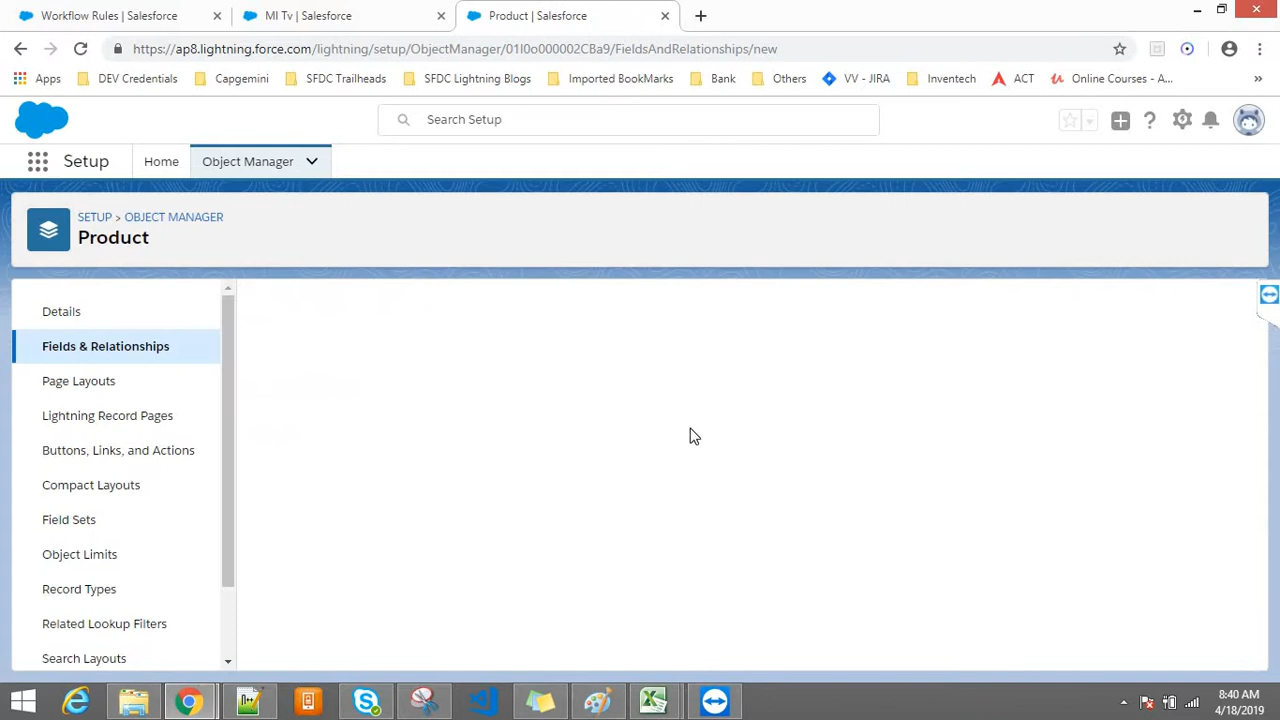 Workflow Rules | Salesforce
MI Tv | Salesforce
Product | Salesforce
https://ap8.lightning.force.com/lightning/setup/ObjectManager/01I0o000002CBa9/FieldsAndRelationships/new
Apps
DEV Credentials
Capgemini
SFDC Trailheads
SFDC Lightning Blogs
Imported BookMarks
Bank
Others
VV - JIRA
Inventech
ACT
Online Courses - A...
»
Search Setup
Setup
Home
Object Manager
SETUP > OBJECT MANAGER
Product
Details
Fields & Relationships
Page Layouts
Lightning Record Pages
Buttons, Links, and Actions
Compact Layouts
Field Sets
Object Limits
Record Types
Related Lookup Filters
Search Layouts
8:40 AM
4/18/2019